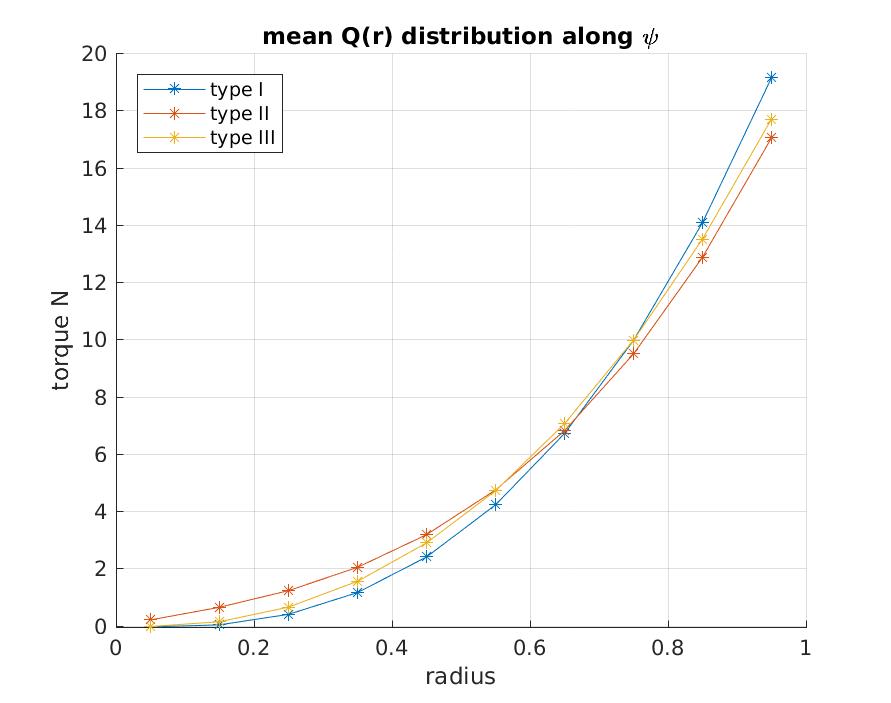 mean Q(r) distribution along ψ
20
18
16
14
12
10
8
6
4
2
0
type I
type II
type III
torque N
0
0.2
0.4
0.6
0.8
1
radius